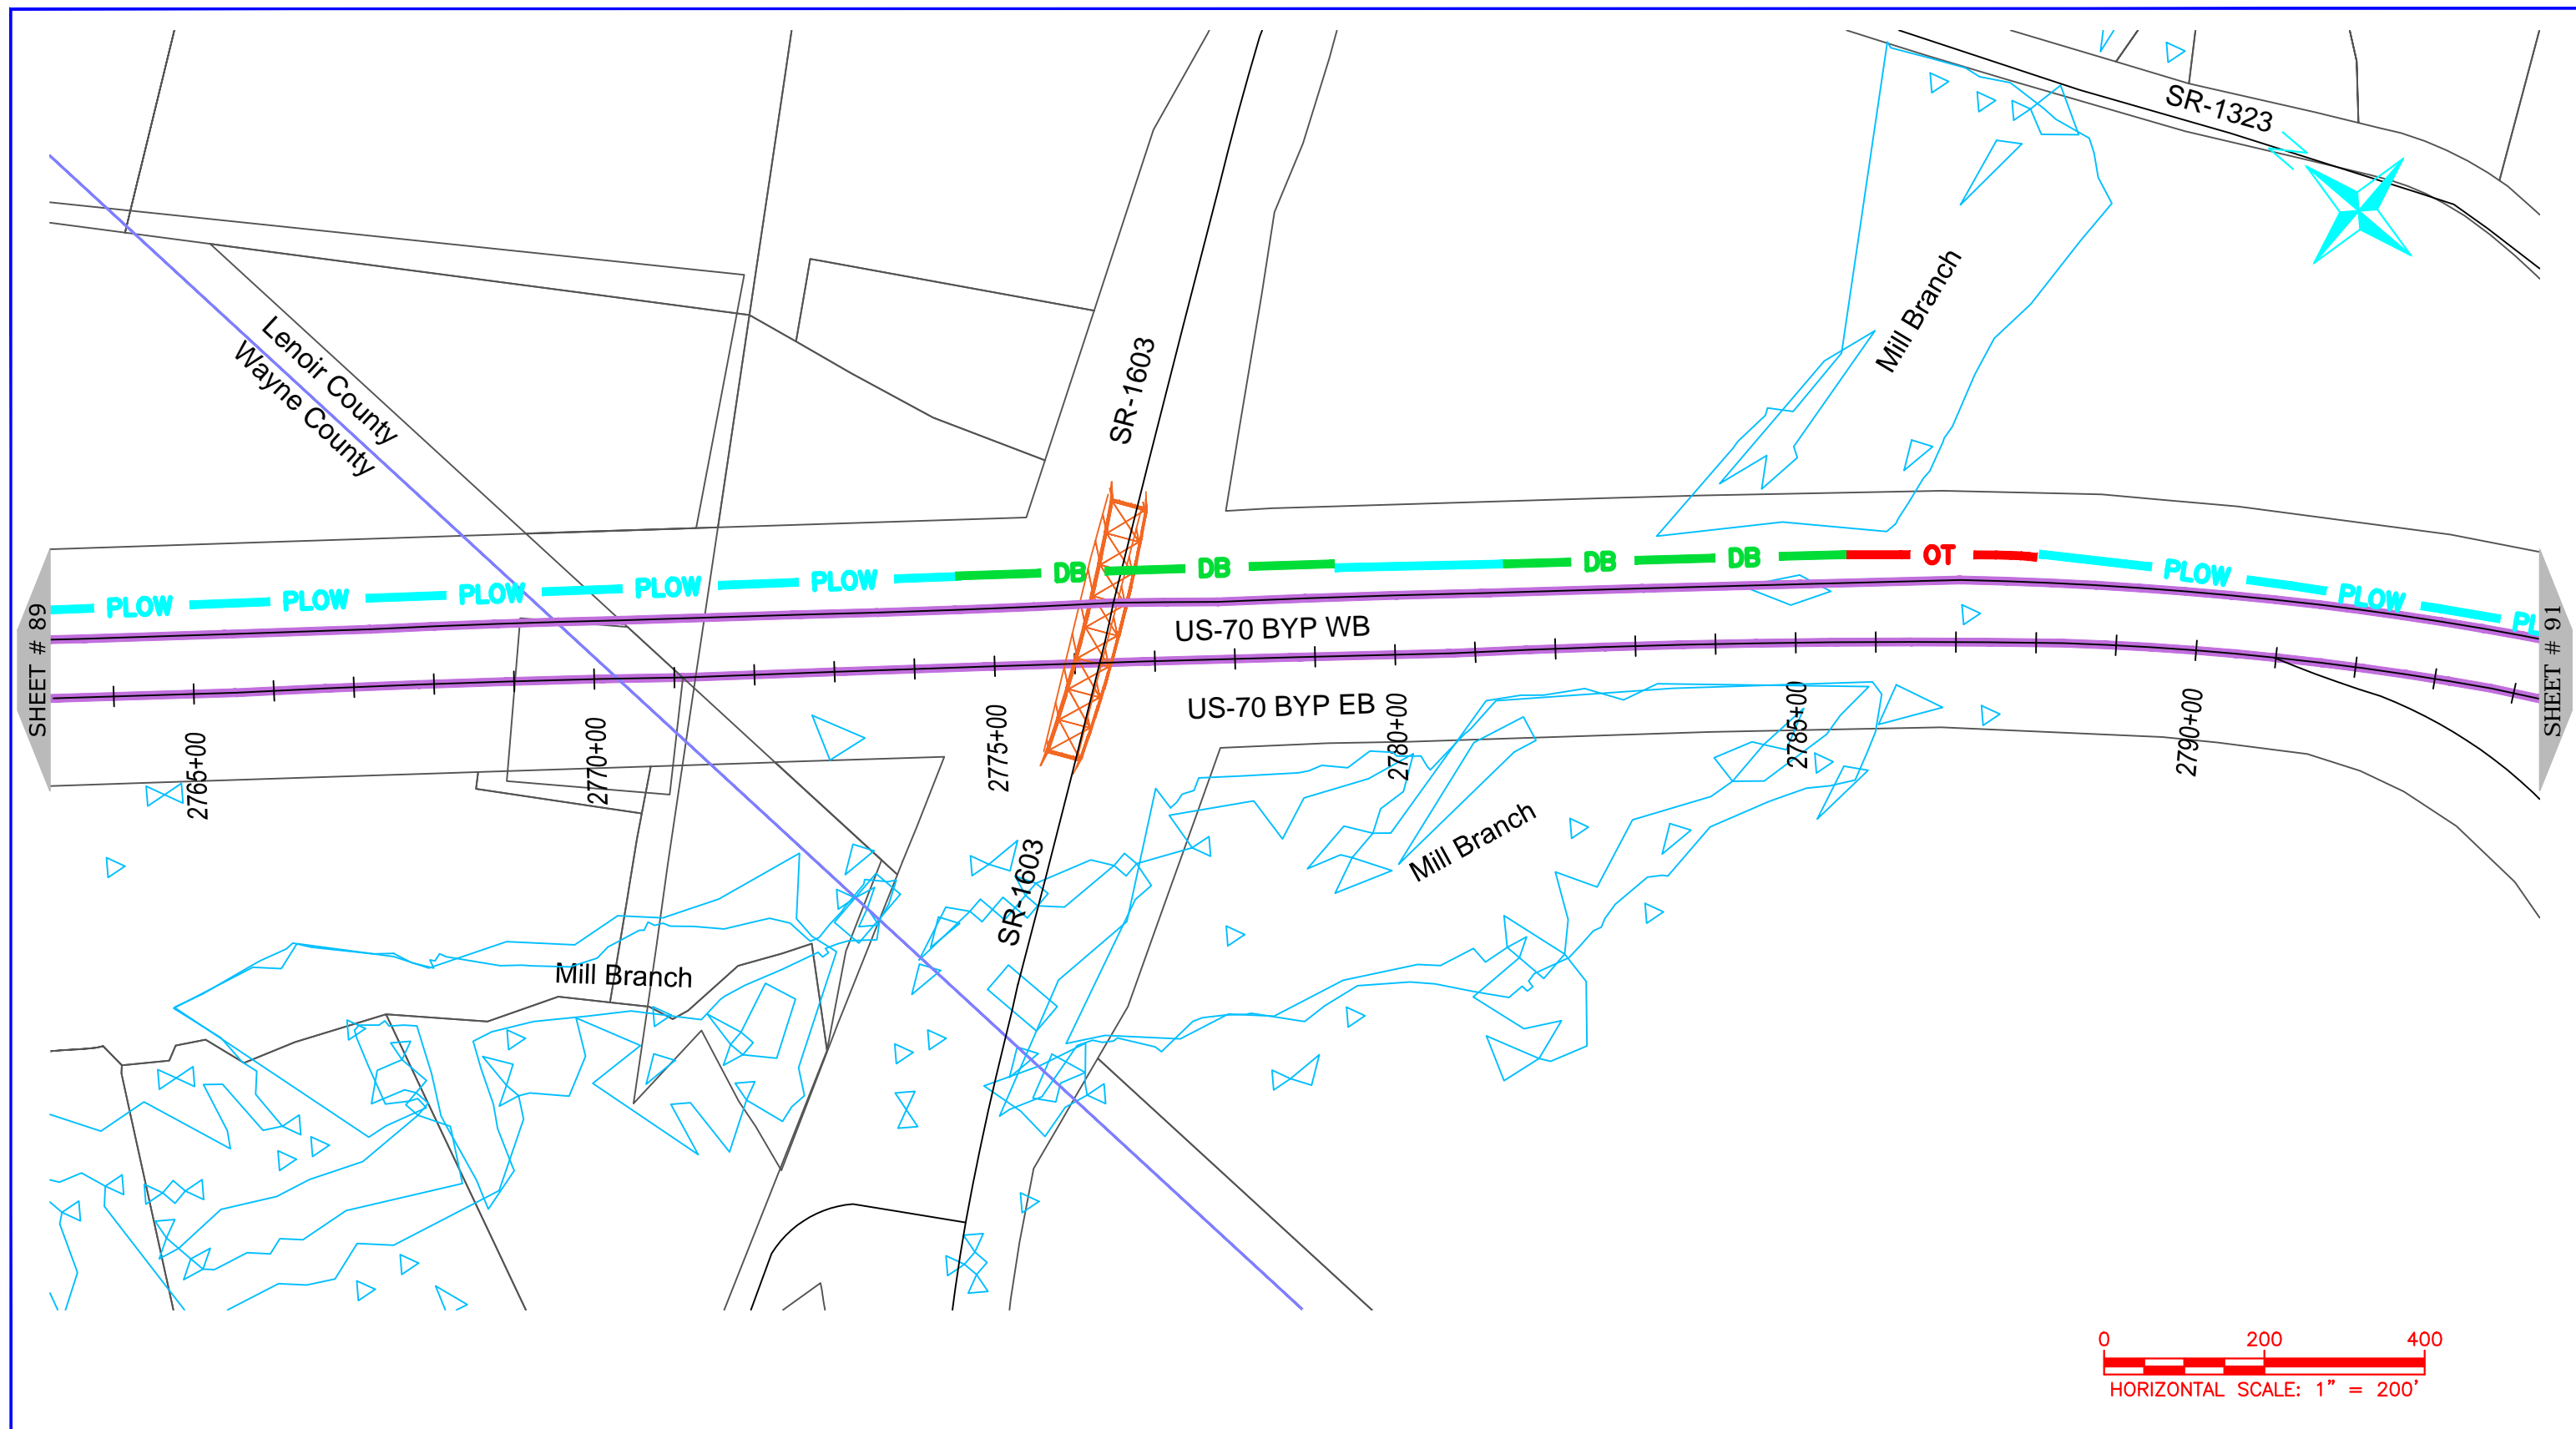 SR-1323
Mill Branch
Lenoir County
Wayne County
SR-1603
DB DB DB DB OT
PLOW PLOW PLOW PLOW PLOW PLOW PLOW PL
US-70 BYP WB
US-70 BYP EB
SHEET # 89
SHEET # 91
2765+00
2770+00
2775+00
2780+00
2785+00
2790+00
Mill Branch
SR-1603
Mill Branch
0 200 400
HORIZONTAL SCALE: 1" = 200'